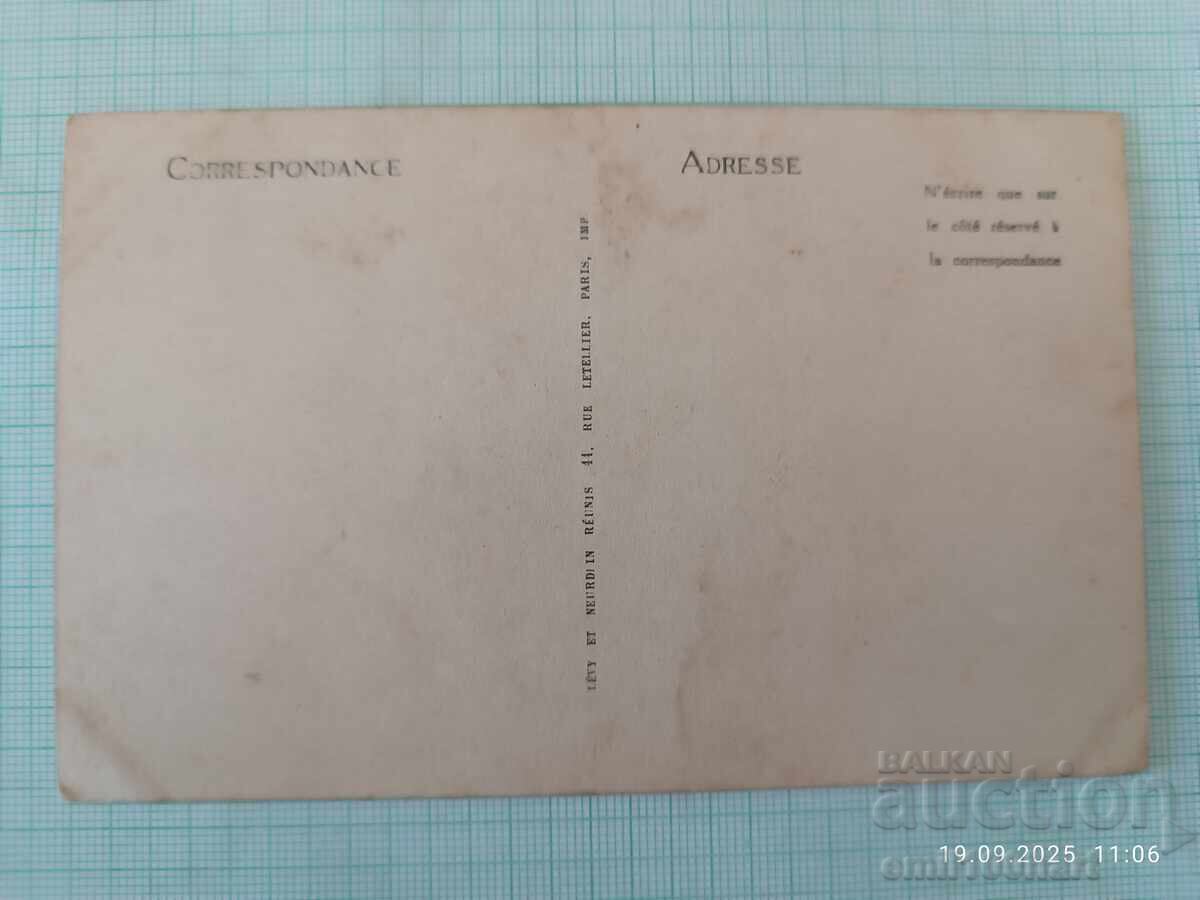 CORRESPONDANCE
ADRESSE
N'écrire que sur
le côté réservé à
la correspondance
LÉVY ET NEURDEIN RÉUNIS 44, RUE LETELLIER, PARIS, IMP
BALKAN
auction
19.09.2025 11:06